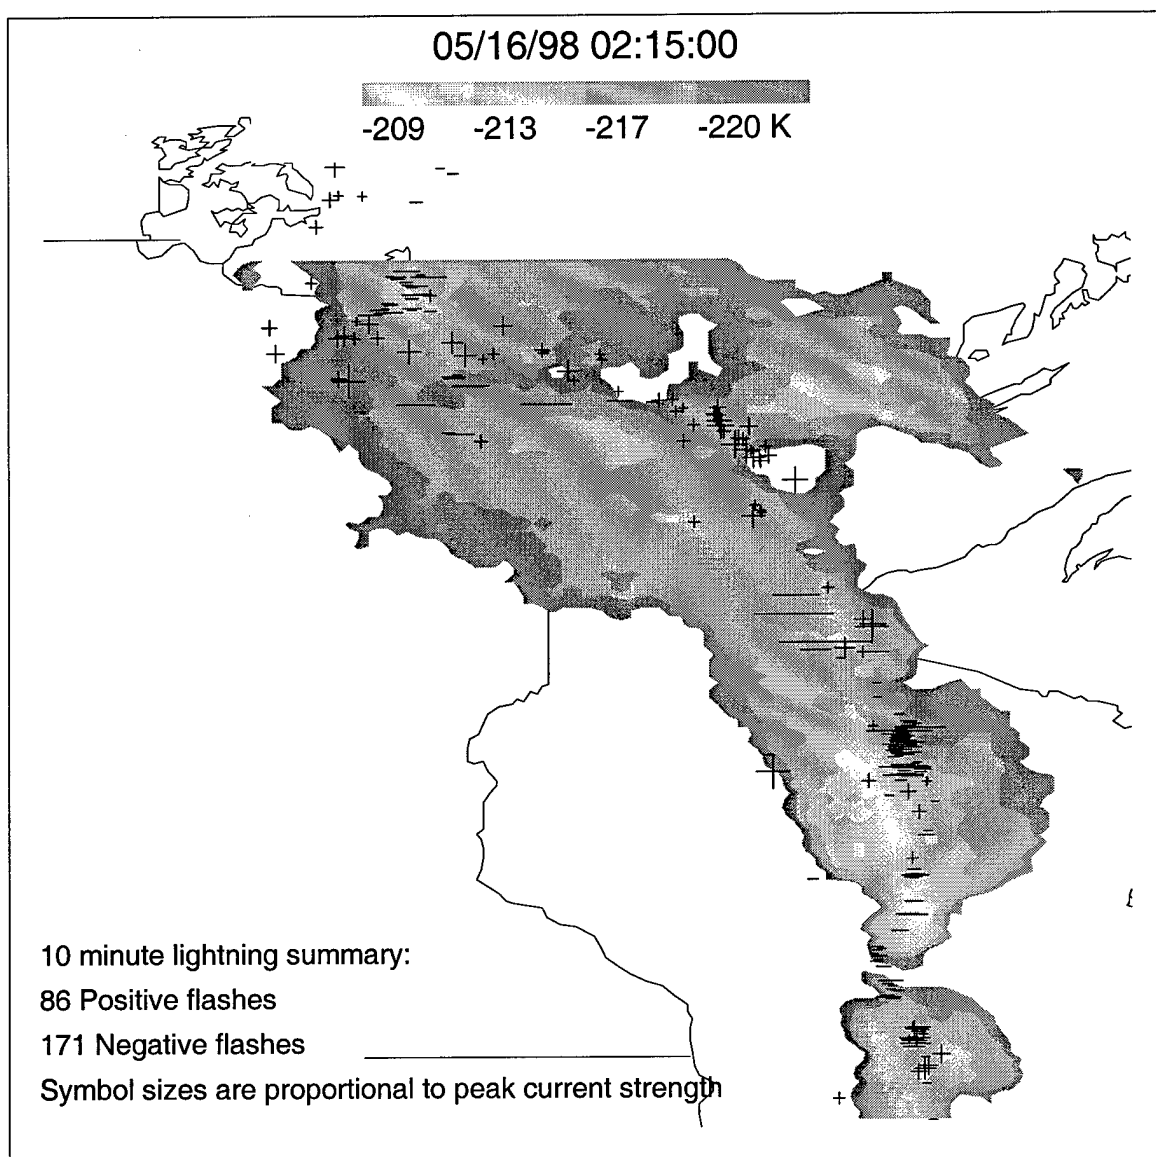 05/16/98 02:15:00
-209 -213 -217 -220 K
10 minute lightning summary:
86 Positive flashes
171 Negative flashes
Symbol sizes are proportional to peak current strength